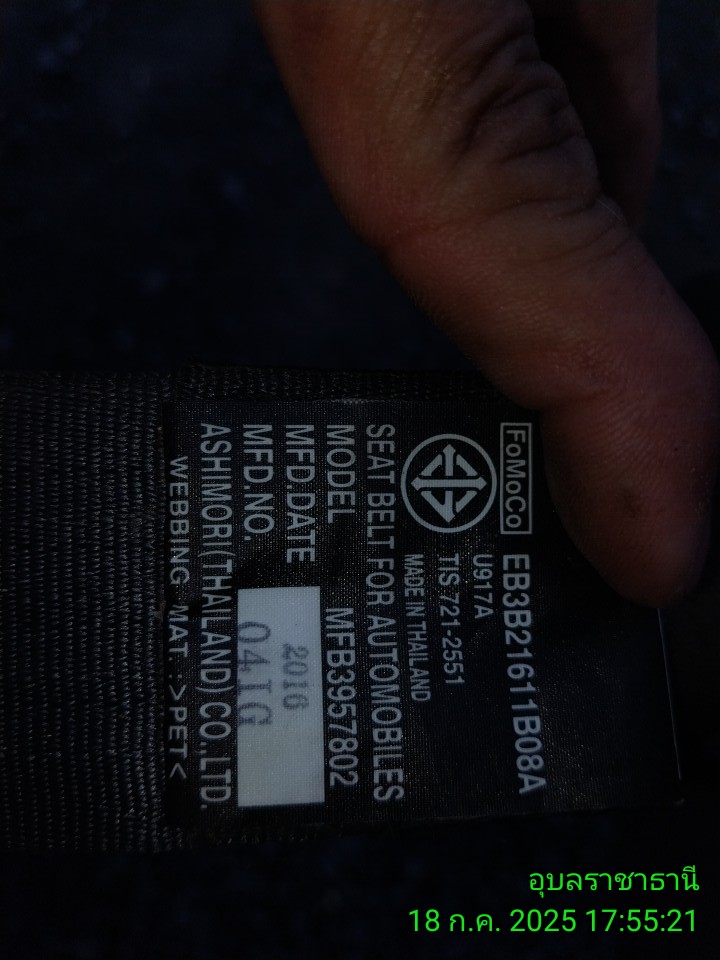 FoMoCo EB3B21611B08A
U917A
TIS 721-2551
MADE IN THAILAND
SEAT BELT FOR AUTOMOBILES
MODEL MFB3957802
MFD.DATE 2016
MFD.NO. 04IG
ASHIMORI (THAILAND) CO.,LTD.
WEBBING MAT.:>PET<
อุบลราชธานี
18 ก.ค. 2025 17:55:21